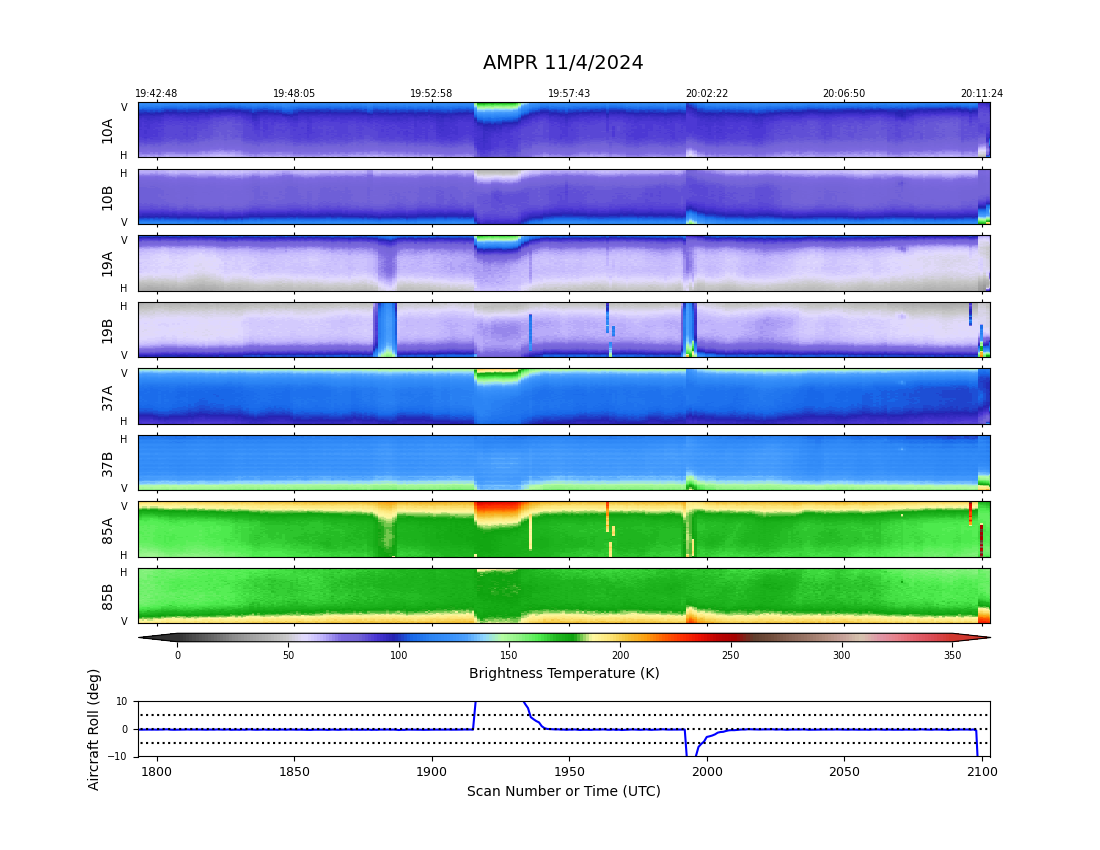 AMPR 11/4/2024
19:42:48 19:48:05 19:52:58 19:57:43 20:02:22 20:06:50 20:11:24
V
10A
H
H
10B
V
V
19A
H
H
19B
V
V
37A
H
H
37B
V
V
85A
H
H
85B
V
0 50 100 150 200 250 300 350
Brightness Temperature (K)
Aircraft Roll (deg)
10
0
−10
1800 1850 1900 1950 2000 2050 2100
Scan Number or Time (UTC)